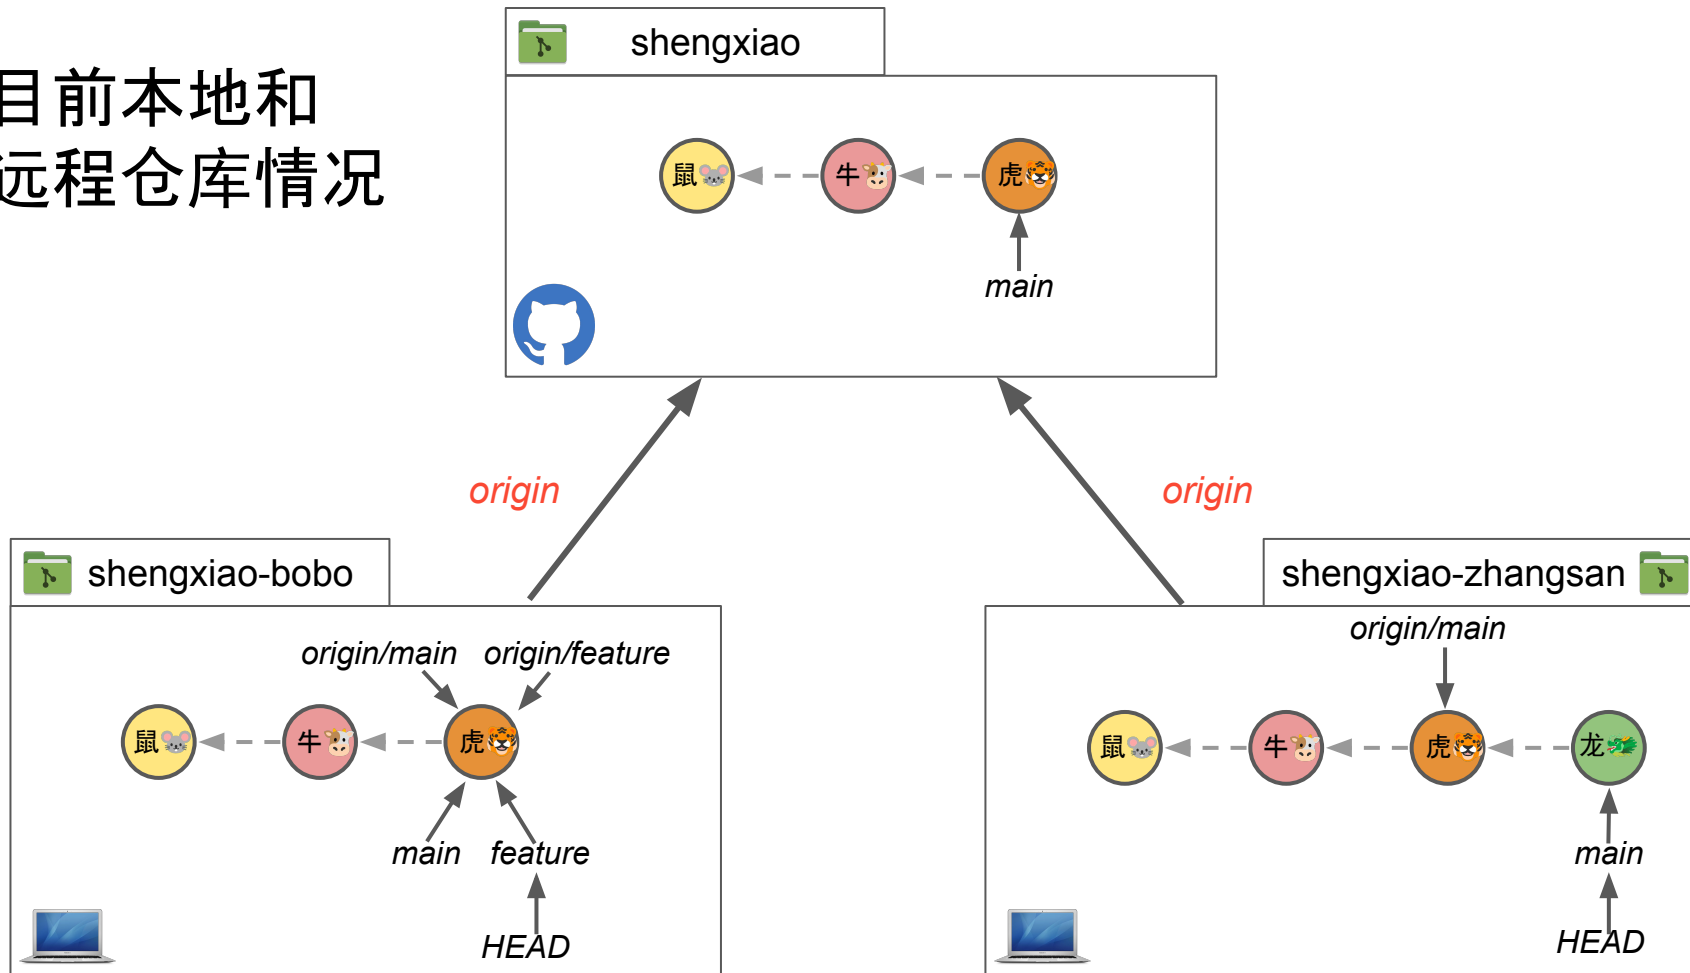 目前本地和
远程仓库情况
shengxiao
鼠
牛
虎
main
origin
origin
shengxiao-bobo
origin/main
origin/feature
鼠
牛
虎
main
feature
HEAD
shengxiao-zhangsan
origin/main
鼠
牛
虎
龙
main
HEAD